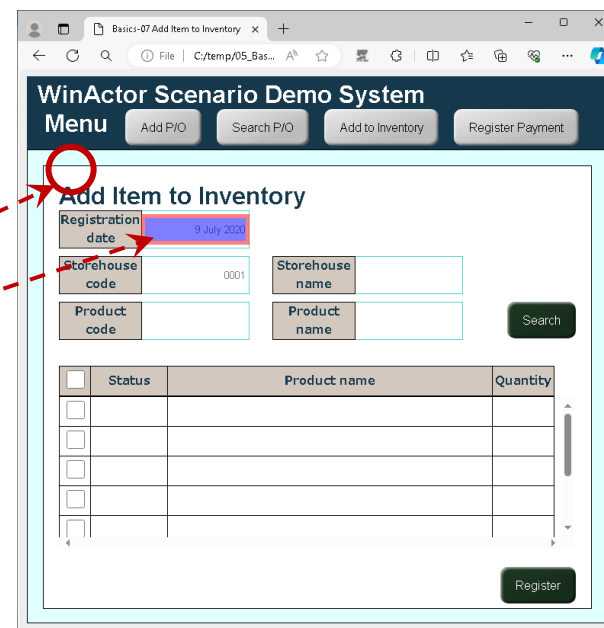 Basics-07 Add Item to Inventory
File | C:/temp/05_Bas...
WinActor Scenario Demo System
Menu Add P/O Search P/O Add to Inventory Register Payment
Add Item to Inventory
Registration date 9 July 2020
Storehouse code 0001 Storehouse name
Product code Product name Search
Status Product name Quantity
Register